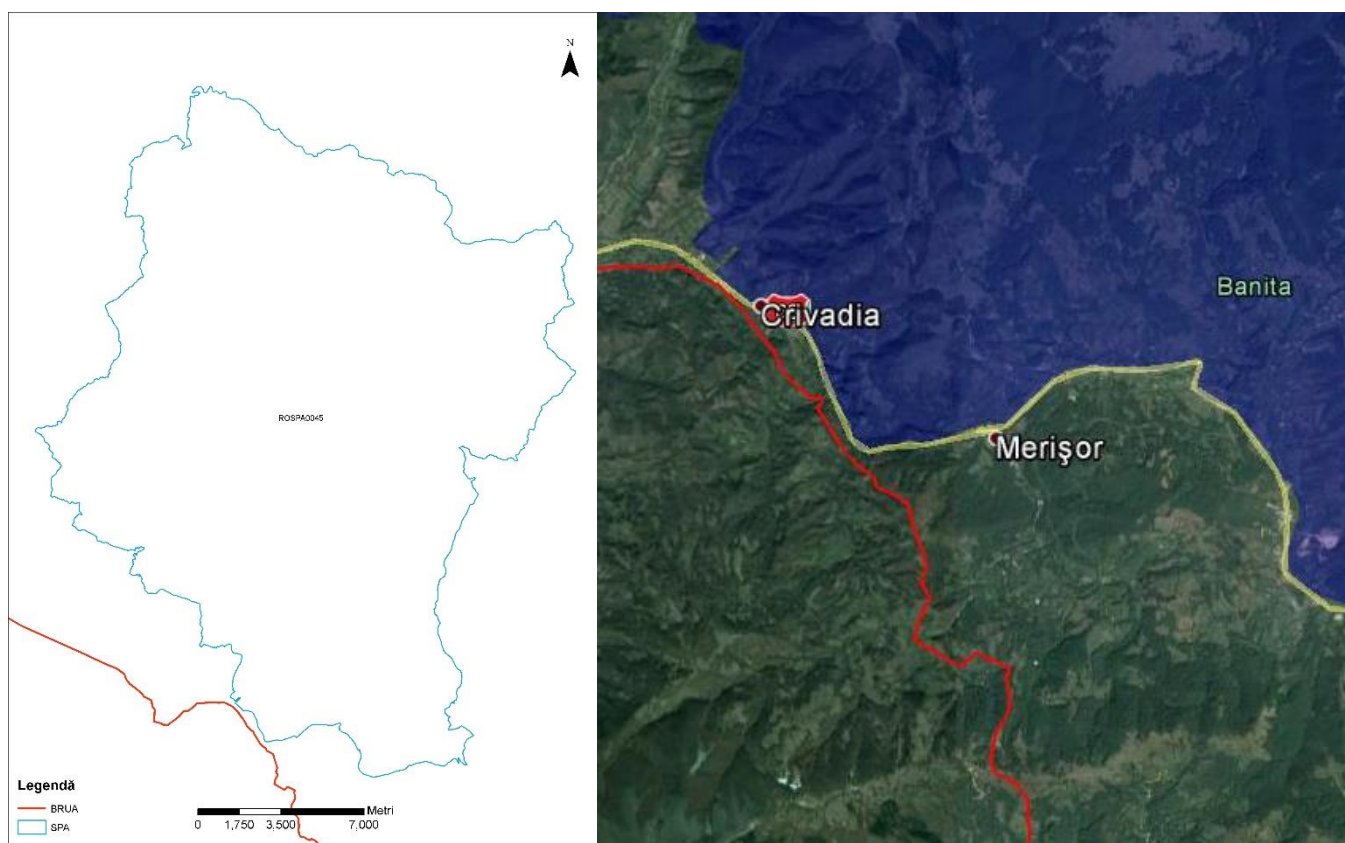 N
ROSPA0045
Legendă
BRUA
SPA
Metri
0 1,750 3,500 7,000
Banita
Crivadia
Merişor